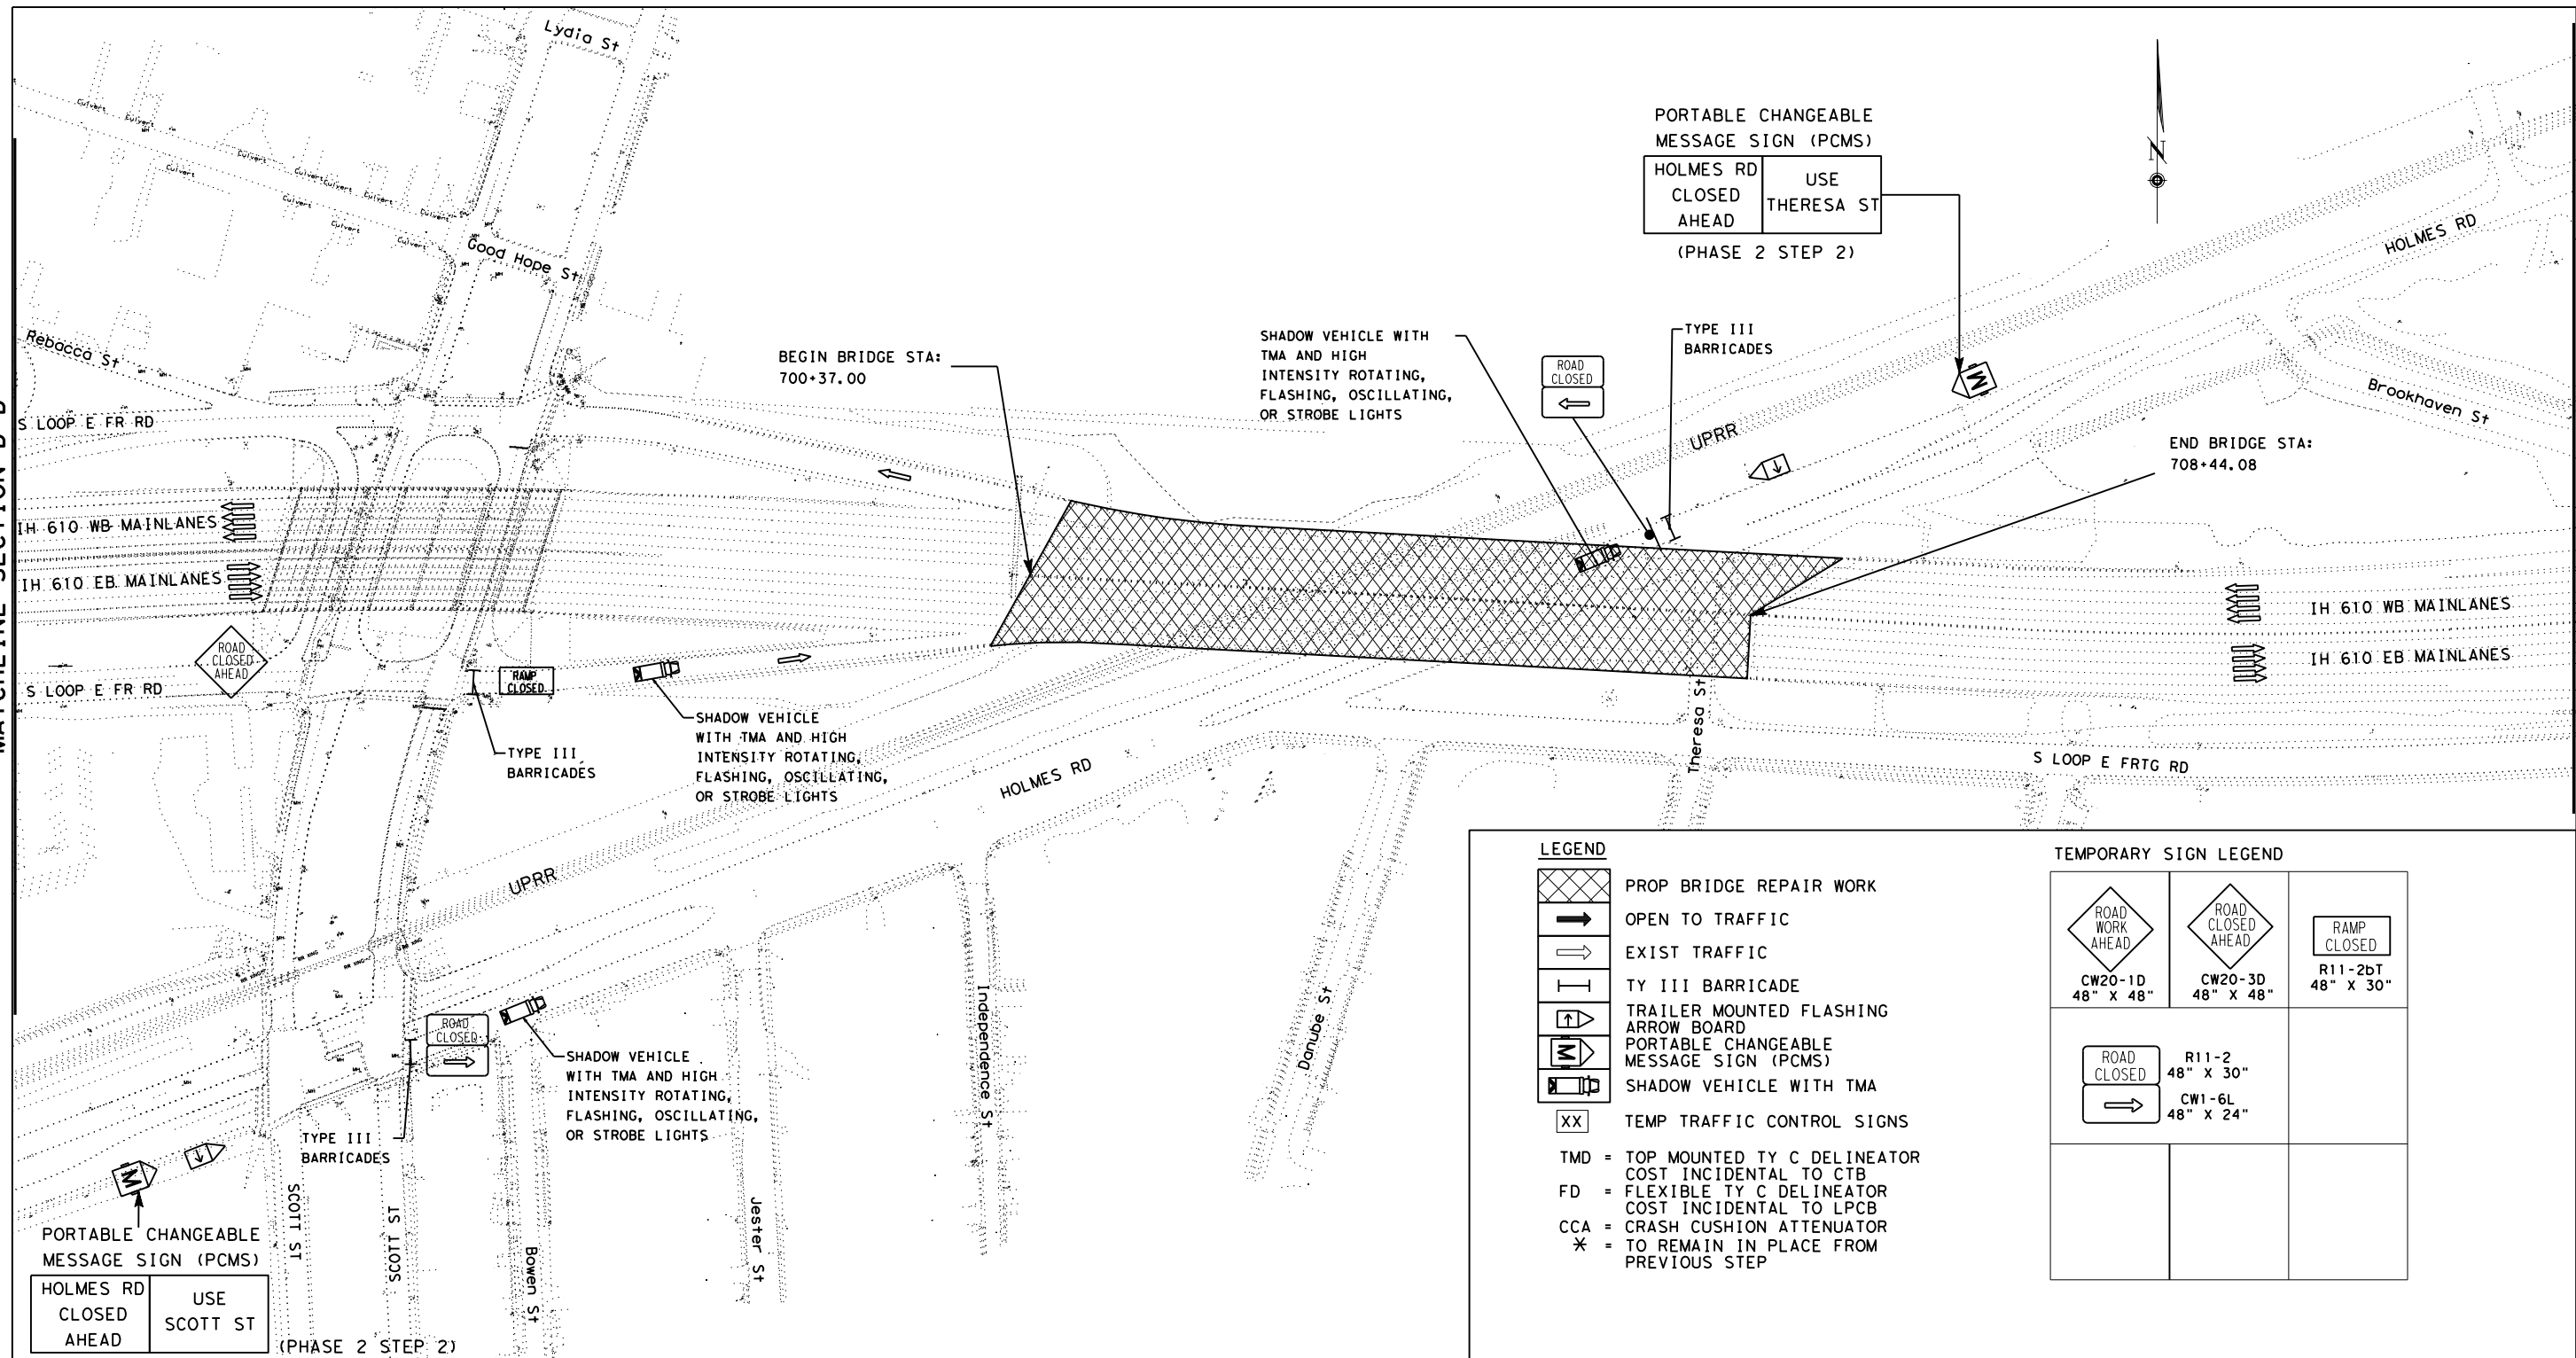 Lydia St
Culvert
Culvert
Culvert
Culvert
Culvert
Culvert
Culvert
Culvert
Culvert
Culvert
Culvert
Good Hope St
Rebacca St
S LOOP E FR RD
IH 610 WB MAINLANES
IH 610 EB MAINLANES
ROAD
CLOSED
AHEAD
S LOOP E FR RD
RAMP
CLOSED
TYPE III
BARRICADES
SHADOW VEHICLE
WITH TMA AND HIGH
INTENSITY ROTATING,
FLASHING, OSCILLATING,
OR STROBE LIGHTS
BEGIN BRIDGE STA:
700+37.00
SHADOW VEHICLE WITH
TMA AND HIGH
INTENSITY ROTATING,
FLASHING, OSCILLATING,
OR STROBE LIGHTS
ROAD
CLOSED
TYPE III
BARRICADES
PORTABLE CHANGEABLE
MESSAGE SIGN (PCMS)
HOLMES RD
CLOSED
AHEAD
USE
THERESA ST
(PHASE 2 STEP 2)
M
N
HOLMES RD
UPRR
Brookhaven St
END BRIDGE STA:
708+44.08
IH 610 WB MAINLANES
IH 610 EB MAINLANES
Theresa St
S LOOP E FRTG RD
HOLMES RD
UPRR
ROAD
CLOSED
SHADOW VEHICLE
WITH TMA AND HIGH
INTENSITY ROTATING,
FLASHING, OSCILLATING,
OR STROBE LIGHTS
TYPE III
BARRICADES
M
PORTABLE CHANGEABLE
MESSAGE SIGN (PCMS)
HOLMES RD
CLOSED
AHEAD
USE
SCOTT ST
(PHASE 2 STEP 2)
SCOTT ST
SCOTT ST
Bowen St
Jester St
Independence St
Danube St
LEGEND
PROP BRIDGE REPAIR WORK
OPEN TO TRAFFIC
EXIST TRAFFIC
TY III BARRICADE
TRAILER MOUNTED FLASHING
ARROW BOARD
M
PORTABLE CHANGEABLE
MESSAGE SIGN (PCMS)
SHADOW VEHICLE WITH TMA
XX TEMP TRAFFIC CONTROL SIGNS
TMD = TOP MOUNTED TY C DELINEATOR
COST INCIDENTAL TO CTB
FD = FLEXIBLE TY C DELINEATOR
COST INCIDENTAL TO LPCB
CCA = CRASH CUSHION ATTENUATOR
* = TO REMAIN IN PLACE FROM
PREVIOUS STEP
TEMPORARY SIGN LEGEND
ROAD
WORK
AHEAD
CW20-1D
48" X 48"
ROAD
CLOSED
AHEAD
CW20-3D
48" X 48"
RAMP
CLOSED
R11-2bT
48" X 30"
ROAD
CLOSED
R11-2
48" X 30"
CW1-6L
48" X 24"